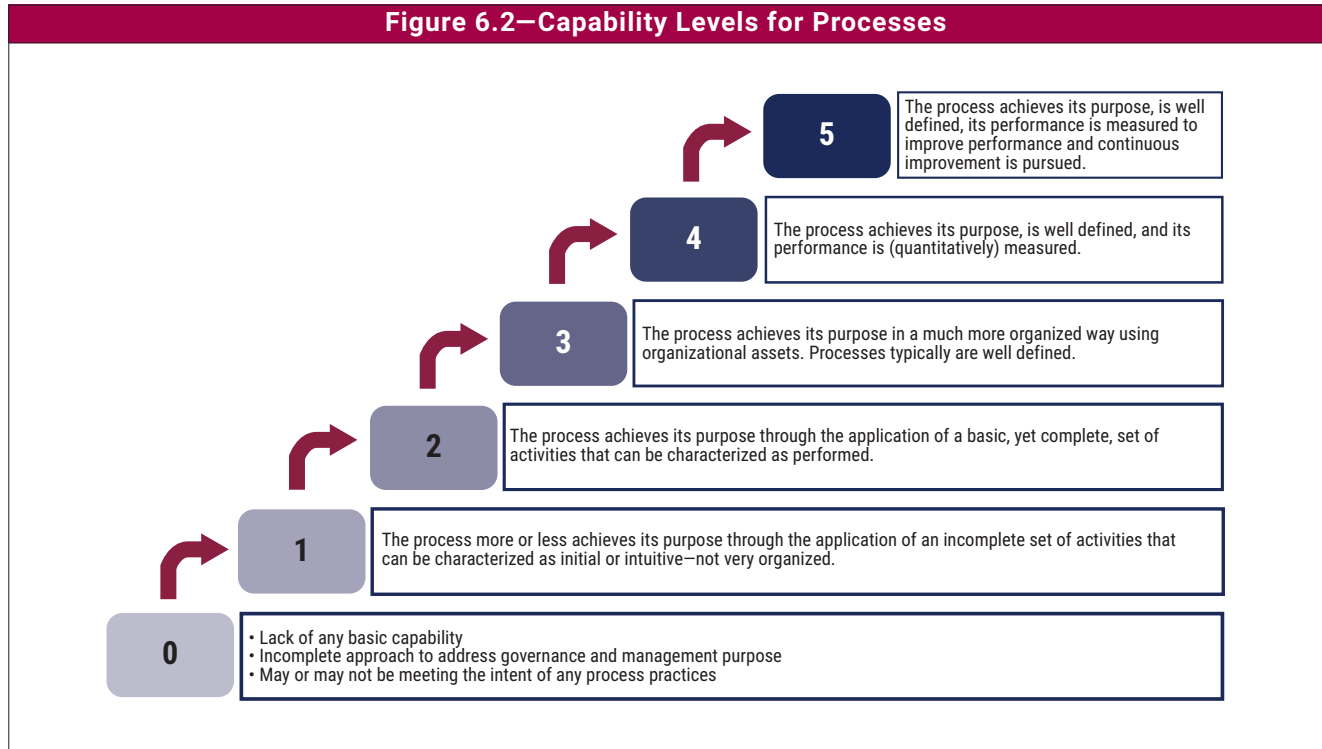 Figure 6.2—Capability Levels for Processes
5
The process achieves its purpose, is well
defined, its performance is measured to
improve performance and continuous
improvement is pursued.
4
The process achieves its purpose, is well defined, and its
performance is (quantitatively) measured.
3
The process achieves its purpose in a much more organized way using
organizational assets. Processes typically are well defined.
2
The process achieves its purpose through the application of a basic, yet complete, set of
activities that can be characterized as performed.
1
The process more or less achieves its purpose through the application of an incomplete set of activities that
can be characterized as initial or intuitive—not very organized.
0
• Lack of any basic capability
• Incomplete approach to address governance and management purpose
• May or may not be meeting the intent of any process practices